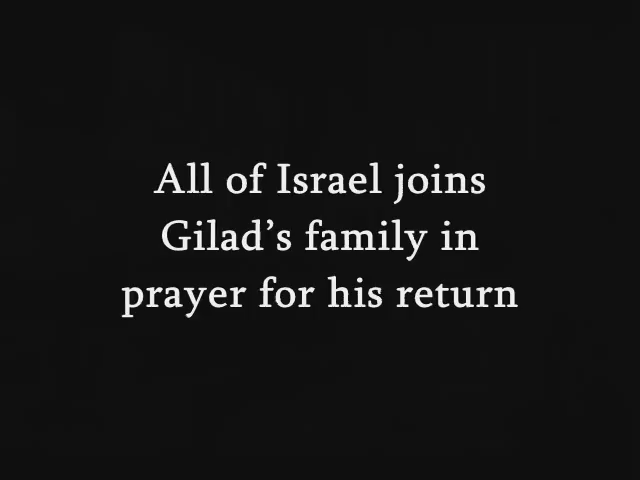 All of Israel joins
Gilad’s family in
prayer for his return